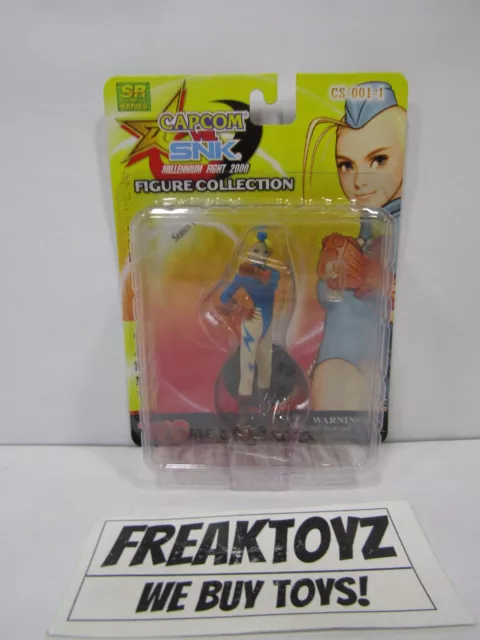 SR
SERIES
CS-001-1
CAPCOM
VS.
SNK
MILLENNIUM FIGHT 2000
FIGURE COLLECTION
WARNING
FREAKTOYZ
WE BUY TOYS!